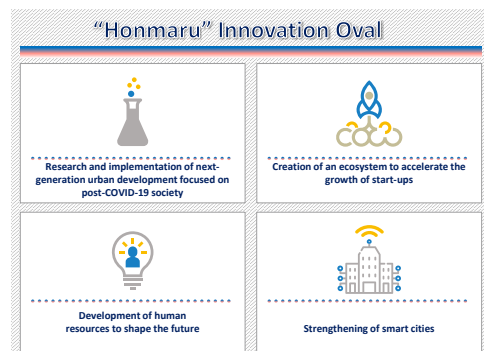 “Honmaru” Innovation Oval
Research and implementation of next-
generation urban development focused on
post-COVID-19 society
Creation of an ecosystem to accelerate the
growth of start-ups
Development of human
resources to shape the future
Strengthening of smart cities